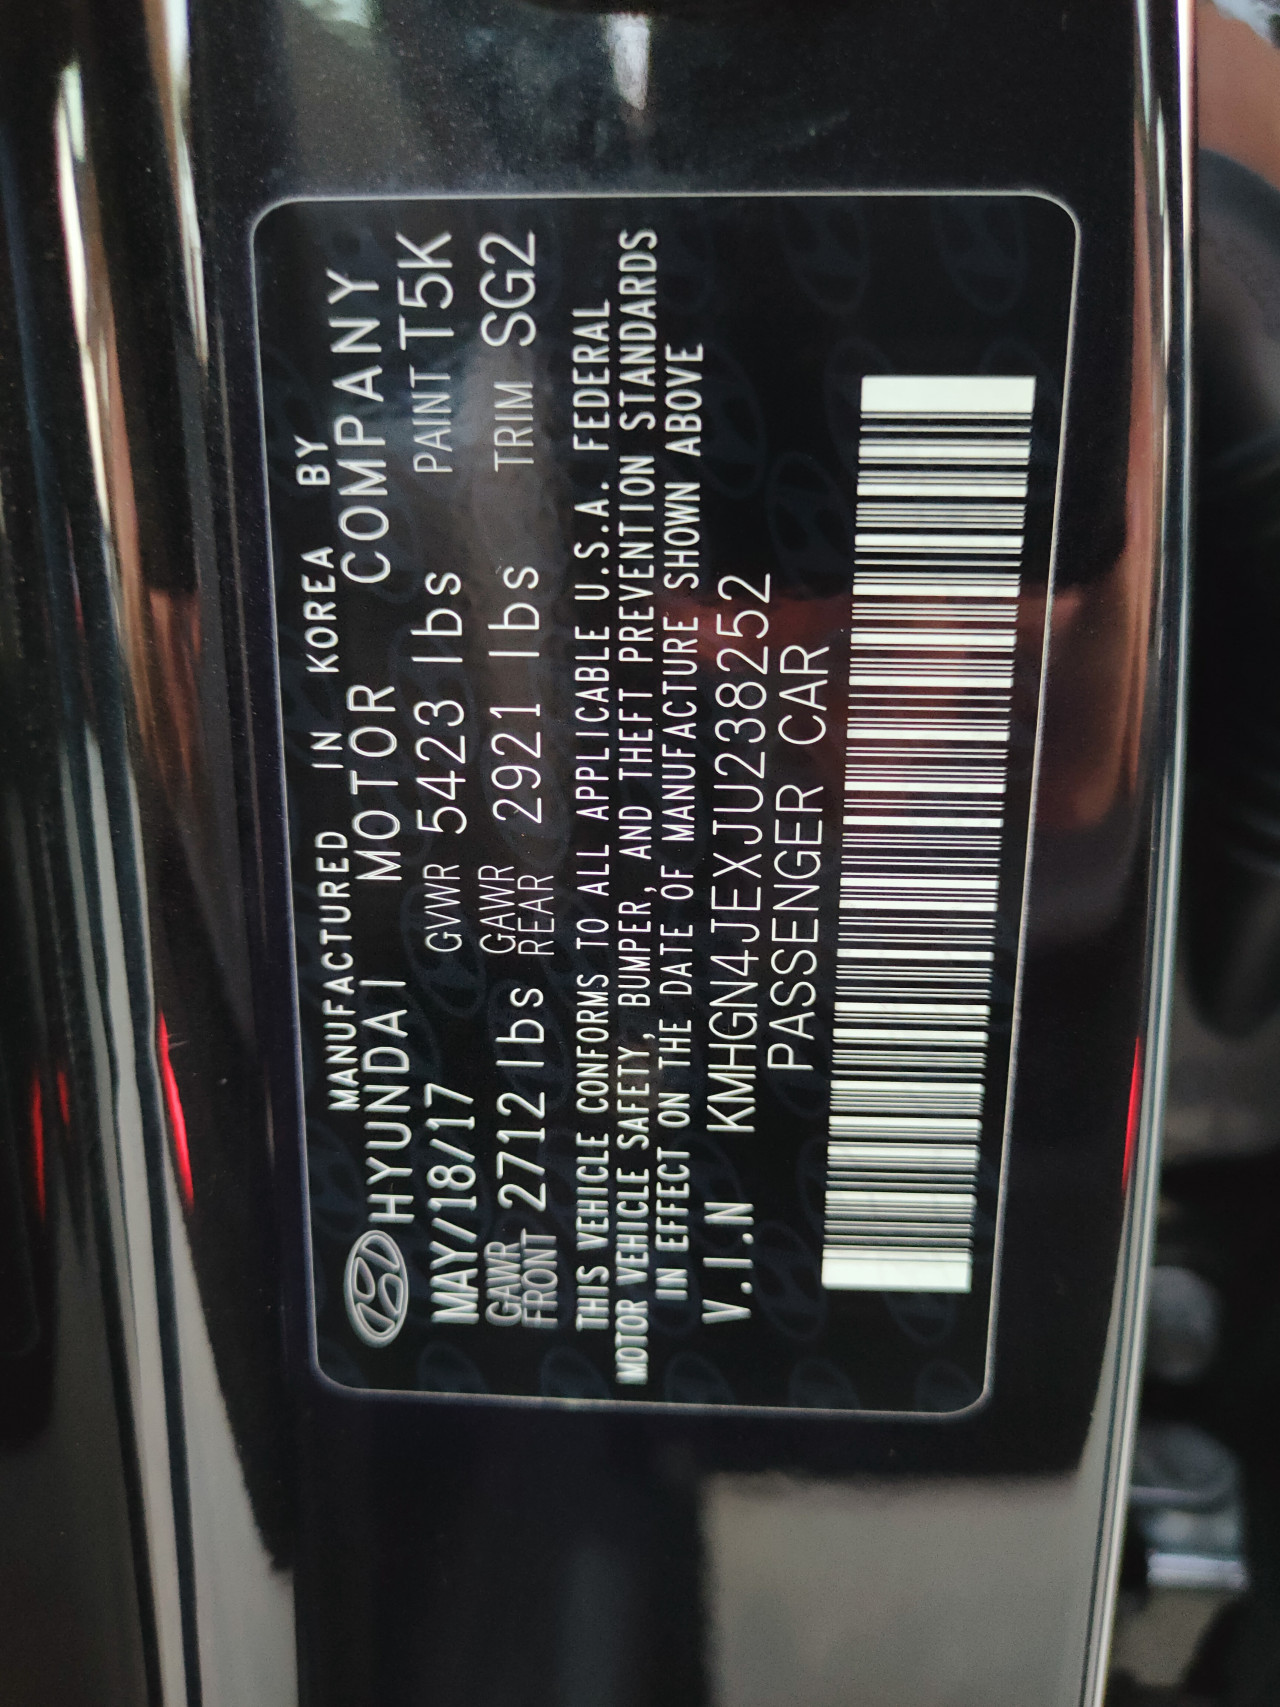 MANUFACTURED IN KOREA BY
HYUNDAI MOTOR COMPANY
MAY/18/17 GVWR 5423 lbs PAINT T5K
GAWR FRONT 2712 lbs GAWR REAR 2921 lbs TRIM SG2
THIS VEHICLE CONFORMS TO ALL APPLICABLE U.S.A. FEDERAL
MOTOR VEHICLE SAFETY, BUMPER, AND THEFT PREVENTION STANDARDS
IN EFFECT ON THE DATE OF MANUFACTURE SHOWN ABOVE
V.I.N KMHGN4JEXJU238252
PASSENGER CAR